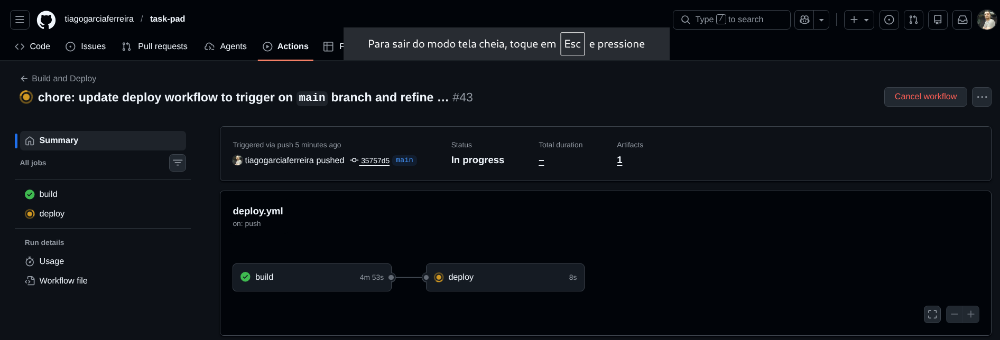 tiagogarciaferreira / task-pad
Type / to search
Code Issues Pull requests Agents Actions
Para sair do modo tela cheia, toque em Esc e pressione
Build and Deploy
chore: update deploy workflow to trigger on main branch and refine … #43
Cancel workflow
Summary
All jobs
build
deploy
Run details
Usage
Workflow file
Triggered via push 5 minutes ago
tiagogarciaferreira pushed 35757d5 main
Status
In progress
Total duration
–
Artifacts
1
deploy.yml
on: push
build 4m 53s
deploy 8s